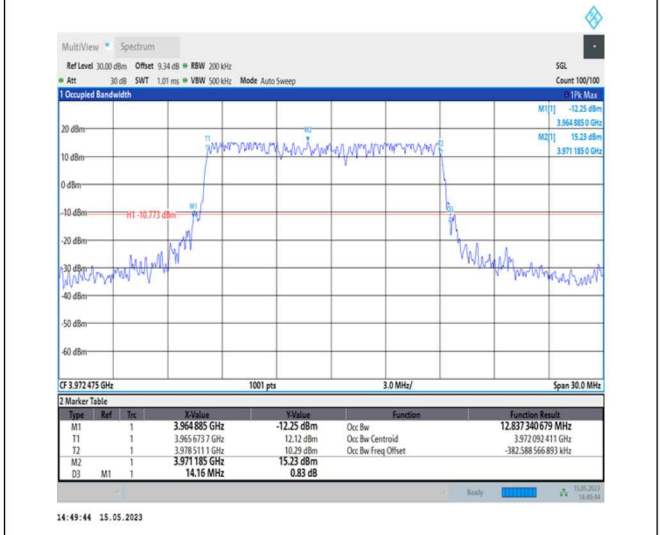 MultiView Spectrum
Ref Level 30.00 dBm Offset 9.34 dB RBW 200 kHz SGL
Att 30 dB SWT 1.01 ms VBW 500 kHz Mode Auto Sweep Count 100/100
1 Occupied Bandwidth 1Pk Max
M1[1] -12.25 dBm
3.964 885 0 GHz
M2[1] 15.23 dBm
3.971 185 0 GHz
20 dBm
T1
M2
T2
10 dBm
0 dBm
-10 dBm
M1
H1 -10.773 dBm
-20 dBm
-30 dBm
-40 dBm
-50 dBm
-60 dBm
CF 3.972 475 GHz 1001 pts 3.0 MHz/ Span 30.0 MHz
2 Marker Table
Type Ref Trc X-Value Y-Value Function Function Result
M1 1 3.964 885 GHz -12.25 dBm Occ Bw 12.837 340 679 MHz
T1 1 3.965 673 7 GHz 12.12 dBm Occ Bw Centroid 3.972 092 411 GHz
T2 1 3.978 511 1 GHz 10.29 dBm Occ Bw Freq Offset -382.588 566 893 kHz
M2 1 3.971 185 GHz 15.23 dBm
D3 M1 1 14.16 MHz 0.83 dB
Ready 15.05.2023
14:49:44
14:49:44 15.05.2023